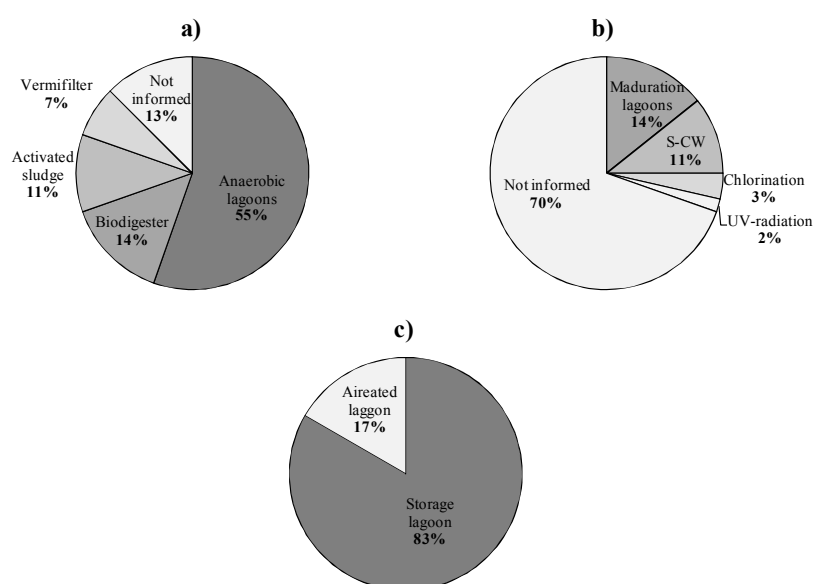 a)
Not
informed
13%
Vermifilter
7%
Activated
sludge
11%
Biodigester
14%
Anaerobic
lagoons
55%
b)
Maduration
lagoons
14%
S-CW
11%
Chlorination
3%
UV-radiation
2%
Not informed
70%
c)
Aireated
laggon
17%
Storage
lagoon
83%